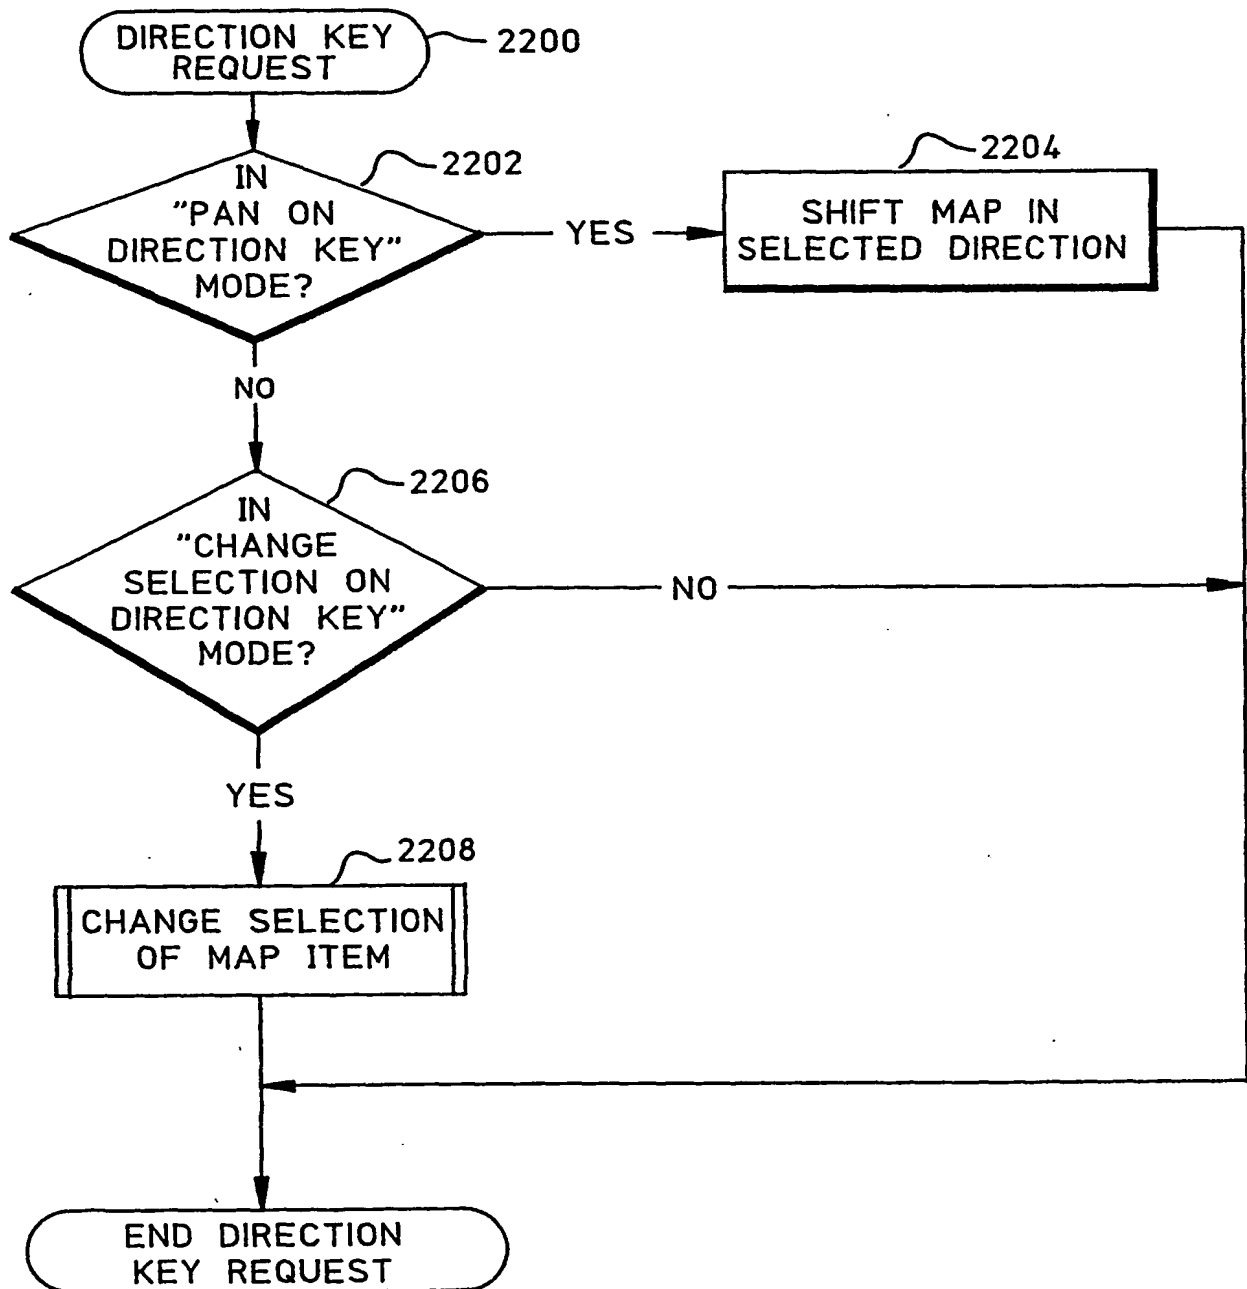 DIRECTION KEY
REQUEST
2200
IN
"PAN ON
DIRECTION KEY"
MODE?
2202
YES
2204
SHIFT MAP IN
SELECTED DIRECTION
NO
2206
IN
"CHANGE
SELECTION ON
DIRECTION KEY"
MODE?
NO
YES
2208
CHANGE SELECTION
OF MAP ITEM
END DIRECTION
KEY REQUEST